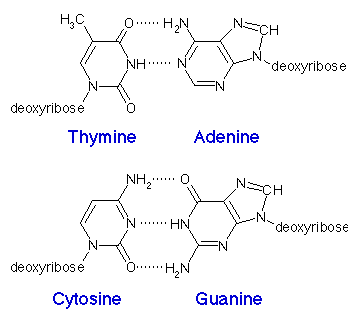 H₃C O H₂N N CH
NH N N deoxyribose
N N
deoxyribose O
Thymine Adenine
NH₂ O N CH
N HN N deoxyribose
N N
deoxyribose O H₂N
Cytosine Guanine